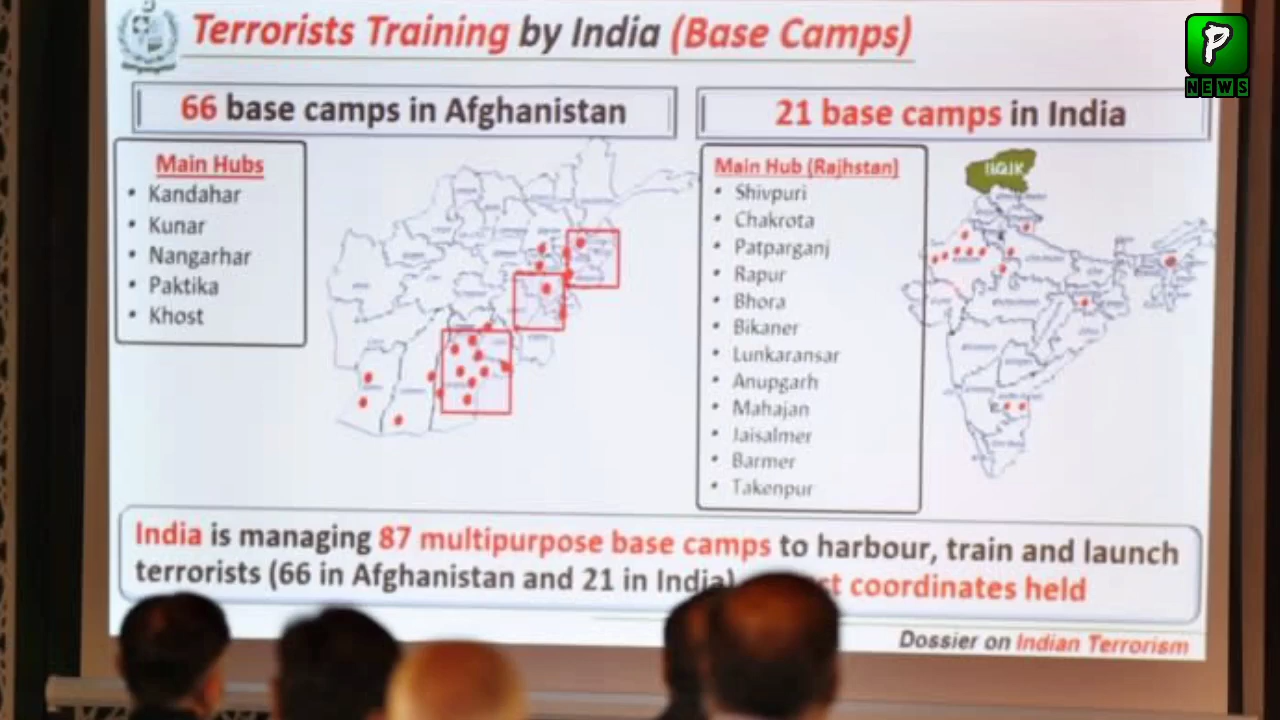 Terrorists Training by India (Base Camps)
P
NEWS
66 base camps in Afghanistan
Main Hubs
• Kandahar
• Kunar
• Nangarhar
• Paktika
• Khost
21 base camps in India
Main Hub (Rajhstan)
• Shivpuri
• Chakrota
• Patparganj
• Rapur
• Bhora
• Bikaner
• Lunkaransar
• Anupgarh
• Mahajan
• Jaisalmer
• Barmer
• Takenpur
IIOJK
India is managing 87 multipurpose base camps to harbour, train and launch
terrorists (66 in Afghanistan and 21 in India) coordinates held
Dossier on Indian Terrorism